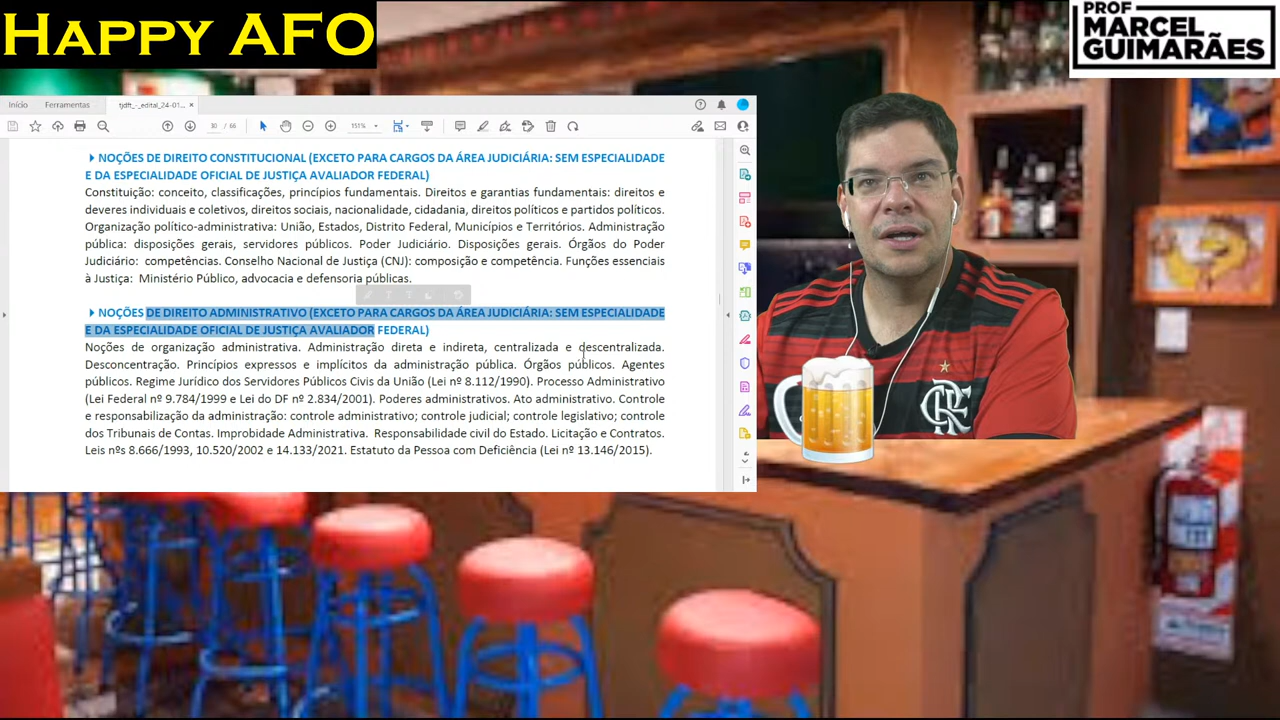 HAPPY AFO
PROF
MARCEL
GUIMARÃES
Início Ferramentas tjdft_-_edital_24-01... ×
30 / 66 151%
NOÇÕES DE DIREITO CONSTITUCIONAL (EXCETO PARA CARGOS DA ÁREA JUDICIÁRIA: SEM ESPECIALIDADE
E DA ESPECIALIDADE OFICIAL DE JUSTIÇA AVALIADOR FEDERAL)
Constituição: conceito, classificações, princípios fundamentais. Direitos e garantias fundamentais: direitos e
deveres individuais e coletivos, direitos sociais, nacionalidade, cidadania, direitos políticos e partidos políticos.
Organização político-administrativa: União, Estados, Distrito Federal, Municípios e Territórios. Administração
pública: disposições gerais, servidores públicos. Poder Judiciário. Disposições gerais. Órgãos do Poder
Judiciário: competências. Conselho Nacional de Justiça (CNJ): composição e competência. Funções essenciais
à Justiça: Ministério Público, advocacia e defensoria públicas.
NOÇÕES DE DIREITO ADMINISTRATIVO (EXCETO PARA CARGOS DA ÁREA JUDICIÁRIA: SEM ESPECIALIDADE
E DA ESPECIALIDADE OFICIAL DE JUSTIÇA AVALIADOR FEDERAL)
Noções de organização administrativa. Administração direta e indireta, centralizada e descentralizada.
Desconcentração. Princípios expressos e implícitos da administração pública. Órgãos públicos. Agentes
públicos. Regime Jurídico dos Servidores Públicos Civis da União (Lei nº 8.112/1990). Processo Administrativo
(Lei Federal nº 9.784/1999 e Lei do DF nº 2.834/2001). Poderes administrativos. Ato administrativo. Controle
e responsabilização da administração: controle administrativo; controle judicial; controle legislativo; controle
dos Tribunais de Contas. Improbidade Administrativa. Responsabilidade civil do Estado. Licitação e Contratos.
Leis nºs 8.666/1993, 10.520/2002 e 14.133/2021. Estatuto da Pessoa com Deficiência (Lei nº 13.146/2015).